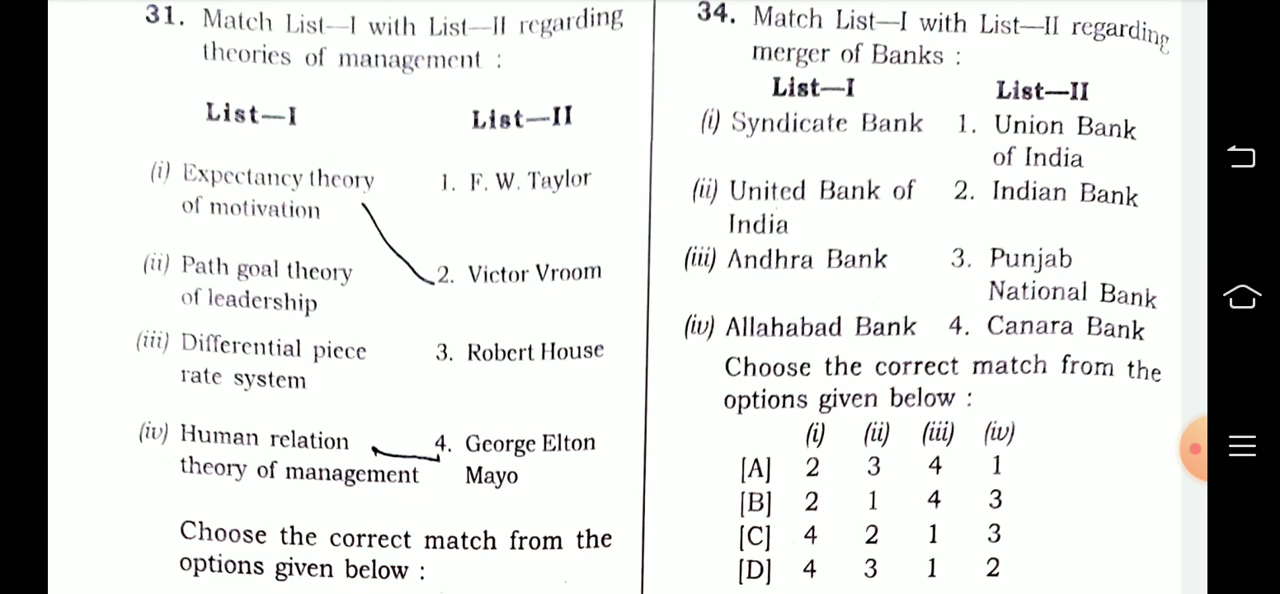 31. Match List—I with List—II regarding
theories of management :
List—I List—II
(i) Expectancy theory 1. F. W. Taylor
of motivation
(ii) Path goal theory 2. Victor Vroom
of leadership
(iii) Differential piece 3. Robert House
rate system
(iv) Human relation 4. George Elton
theory of management Mayo
Choose the correct match from the
options given below :
34. Match List—I with List—II regarding
merger of Banks :
List—I List—II
(i) Syndicate Bank 1. Union Bank
of India
(ii) United Bank of 2. Indian Bank
India
(iii) Andhra Bank 3. Punjab
National Bank
(iv) Allahabad Bank 4. Canara Bank
Choose the correct match from the
options given below :
(i) (ii) (iii) (iv)
[A] 2 3 4 1
[B] 2 1 4 3
[C] 4 2 1 3
[D] 4 3 1 2